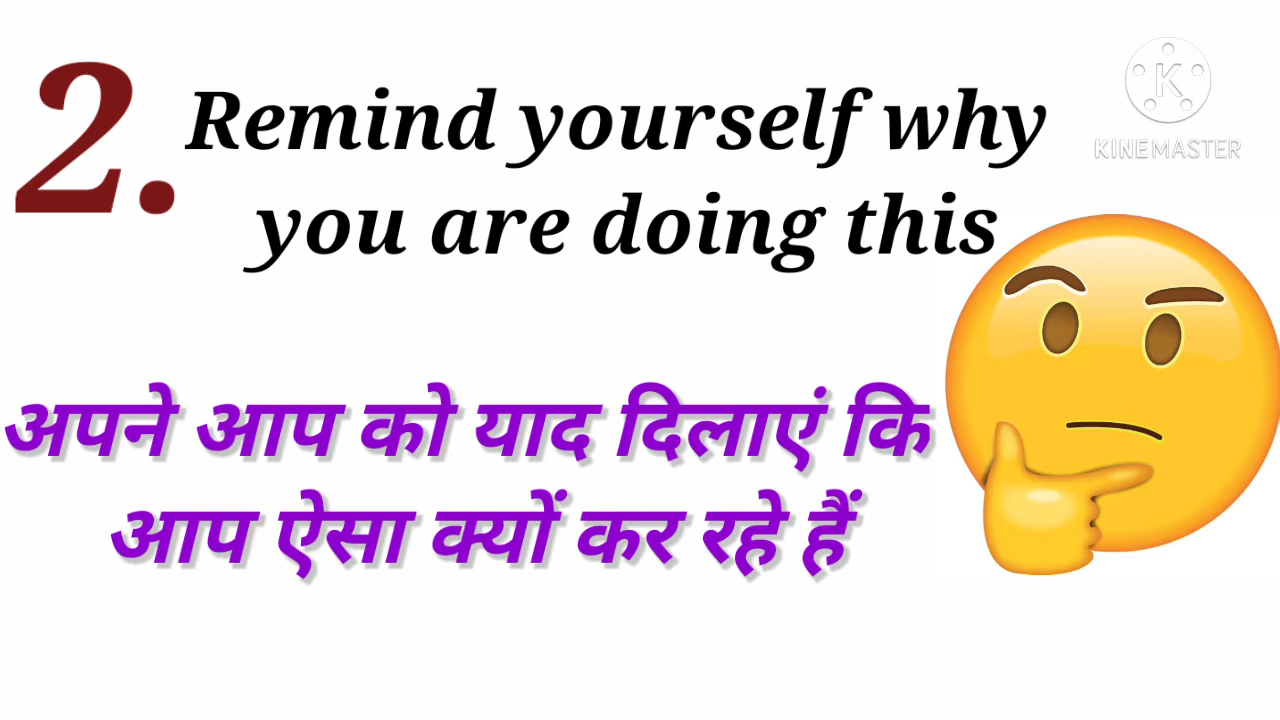 2. Remind yourself why
you are doing this
K
KINEMASTER
अपने आप को याद दिलाएं कि
आप ऐसा क्यों कर रहे हैं